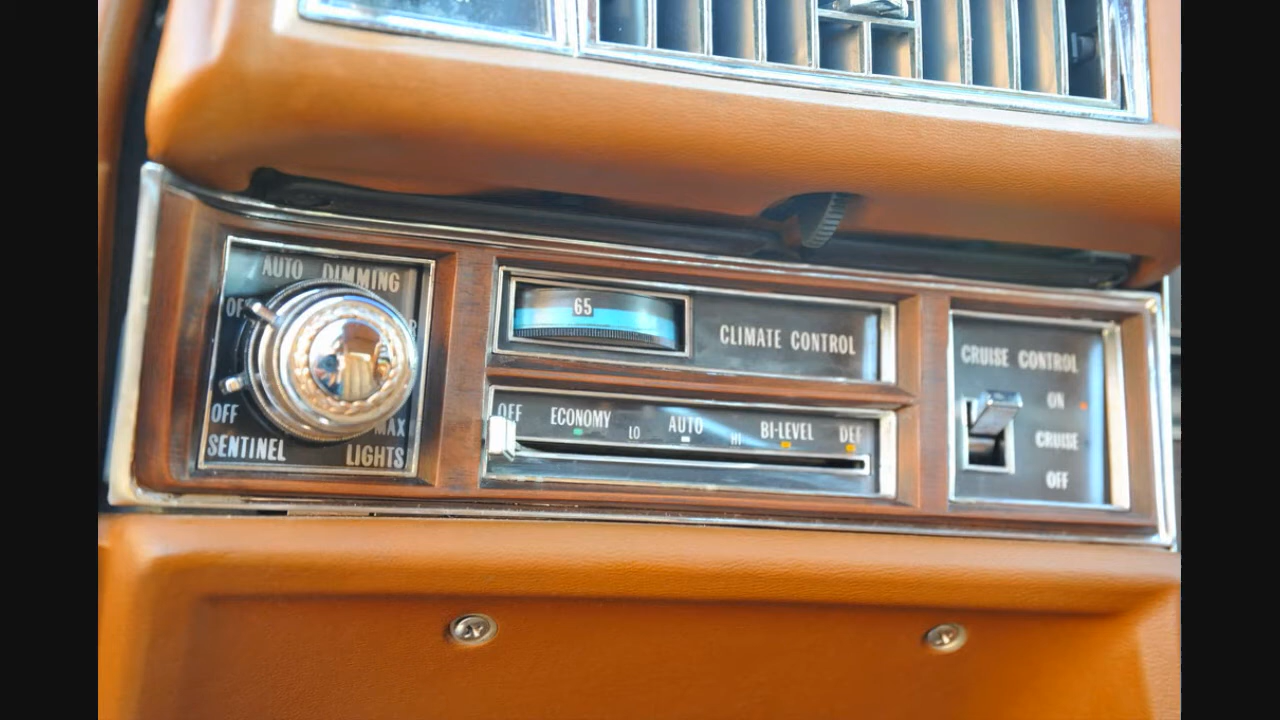 AUTO DIMMING
OFF
OFF
MAX
SENTINEL
LIGHTS
65
CLIMATE CONTROL
OFF ECONOMY LO AUTO HI BI-LEVEL DEF
CRUISE CONTROL
ON
CRUISE
OFF